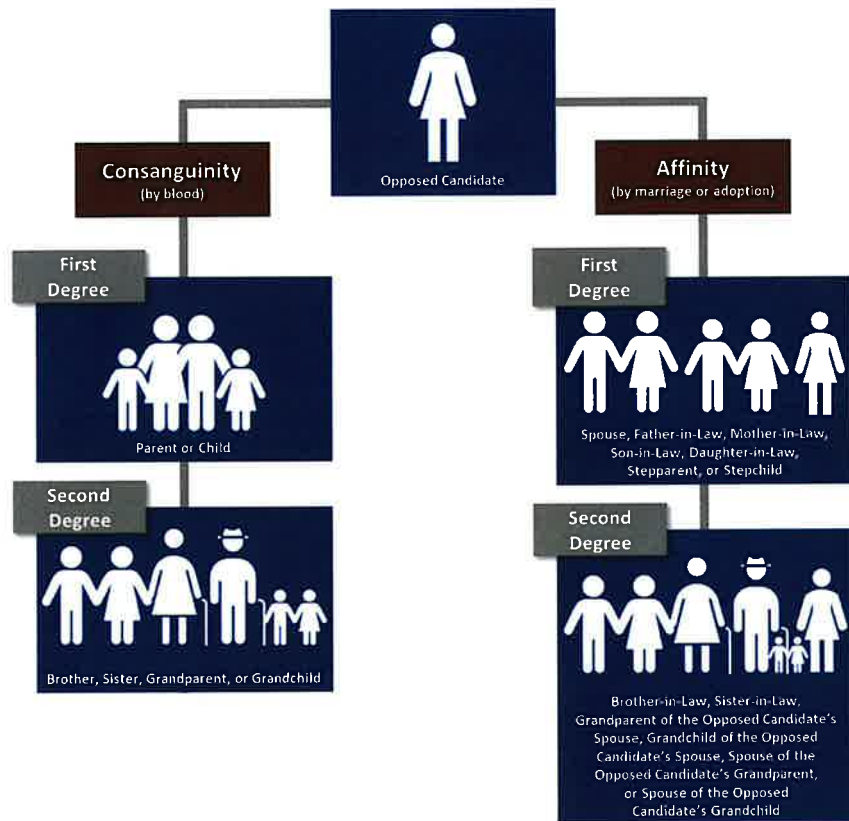 Opposed Candidate
Consanguinity
(by blood)
First
Degree
Parent or Child
Second
Degree
Brother, Sister, Grandparent, or Grandchild
Affinity
(by marriage or adoption)
First
Degree
Spouse, Father-in-Law, Mother-in-Law,
Son-in-Law, Daughter-in-Law,
Stepparent, or Stepchild
Second
Degree
Brother-in-Law, Sister-in-Law,
Grandparent of the Opposed Candidate's
Spouse, Grandchild of the Opposed
Candidate's Spouse, Spouse of the
Opposed Candidate's Grandparent,
or Spouse of the Opposed
Candidate's Grandchild